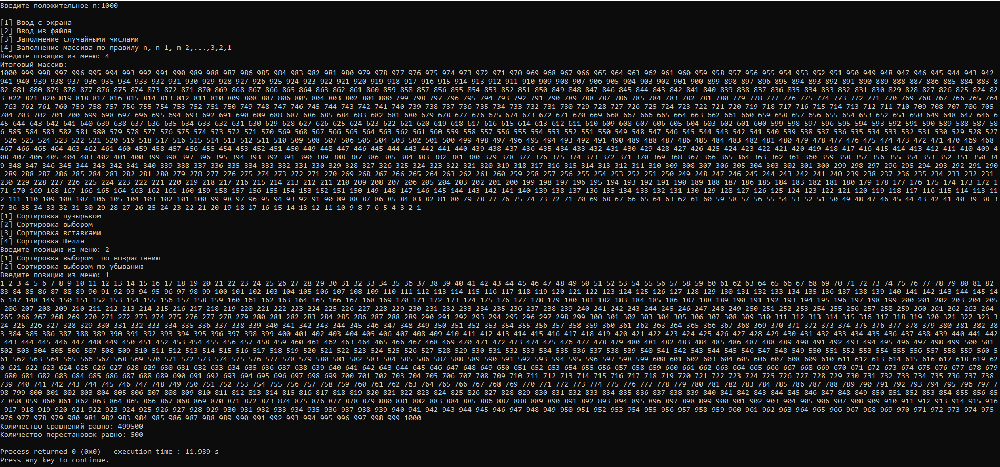 Введите положительное n:1000
[1] Ввод с экрана
[2] Ввод из файла
[3] Заполнение случайными числами
[4] Заполнение массива по правилу n, n-1, n-2,...,3,2,1
Введите позицию из меню: 4
Итоговый массив:
1000 999 998 997 996 995 994 993 992 991 990 989 988 987 986 985 984 983 982 981 980 979 978 977 976 975 974 973 972 971 970 969 968 967 966 965 964 963 962 961 960 959 958 957 956 955 954 953 952 951 950 949 948 947 946 945 944 943 942
941 940 939 938 937 936 935 934 933 932 931 930 929 928 927 926 925 924 923 922 921 920 919 918 917 916 915 914 913 912 911 910 909 908 907 906 905 904 903 902 901 900 899 898 897 896 895 894 893 892 891 890 889 888 887 886 885 884 883 8
82 881 880 879 878 877 876 875 874 873 872 871 870 869 868 867 866 865 864 863 862 861 860 859 858 857 856 855 854 853 852 851 850 849 848 847 846 845 844 843 842 841 840 839 838 837 836 835 834 833 832 831 830 829 828 827 826 825 824 82
3 822 821 820 819 818 817 816 815 814 813 812 811 810 809 808 807 806 805 804 803 802 801 800 799 798 797 796 795 794 793 792 791 790 789 788 787 786 785 784 783 782 781 780 779 778 777 776 775 774 773 772 771 770 769 768 767 766 765 764
763 762 761 760 759 758 757 756 755 754 753 752 751 750 749 748 747 746 745 744 743 742 741 740 739 738 737 736 735 734 733 732 731 730 729 728 727 726 725 724 723 722 721 720 719 718 717 716 715 714 713 712 711 710 709 708 707 706 705
704 703 702 701 700 699 698 697 696 695 694 693 692 691 690 689 688 687 686 685 684 683 682 681 680 679 678 677 676 675 674 673 672 671 670 669 668 667 666 665 664 663 662 661 660 659 658 657 656 655 654 653 652 651 650 649 648 647 646 6
45 644 643 642 641 640 639 638 637 636 635 634 633 632 631 630 629 628 627 626 625 624 623 622 621 620 619 618 617 616 615 614 613 612 611 610 609 608 607 606 605 604 603 602 601 600 599 598 597 596 595 594 593 592 591 590 589 588 587 58
6 585 584 583 582 581 580 579 578 577 576 575 574 573 572 571 570 569 568 567 566 565 564 563 562 561 560 559 558 557 556 555 554 553 552 551 550 549 548 547 546 545 544 543 542 541 540 539 538 537 536 535 534 533 532 531 530 529 528 527
526 525 524 523 522 521 520 519 518 517 516 515 514 513 512 511 510 509 508 507 506 505 504 503 502 501 500 499 498 497 496 495 494 493 492 491 490 489 488 487 486 485 484 483 482 481 480 479 478 477 476 475 474 473 472 471 470 469 468
467 466 465 464 463 462 461 460 459 458 457 456 455 454 453 452 451 450 449 448 447 446 445 444 443 442 441 440 439 438 437 436 435 434 433 432 431 430 429 428 427 426 425 424 423 422 421 420 419 418 417 416 415 414 413 412 411 410 409 4
08 407 406 405 404 403 402 401 400 399 398 397 396 395 394 393 392 391 390 389 388 387 386 385 384 383 382 381 380 379 378 377 376 375 374 373 372 371 370 369 368 367 366 365 364 363 362 361 360 359 358 357 356 355 354 353 352 351 350 34
9 348 347 346 345 344 343 342 341 340 339 338 337 336 335 334 333 332 331 330 329 328 327 326 325 324 323 322 321 320 319 318 317 316 315 314 313 312 311 310 309 308 307 306 305 304 303 302 301 300 299 298 297 296 295 294 293 292 291 290
289 288 287 286 285 284 283 282 281 280 279 278 277 276 275 274 273 272 271 270 269 268 267 266 265 264 263 262 261 260 259 258 257 256 255 254 253 252 251 250 249 248 247 246 245 244 243 242 241 240 239 238 237 236 235 234 233 232 231
230 229 228 227 226 225 224 223 222 221 220 219 218 217 216 215 214 213 212 211 210 209 208 207 206 205 204 203 202 201 200 199 198 197 196 195 194 193 192 191 190 189 188 187 186 185 184 183 182 181 180 179 178 177 176 175 174 173 172 1
71 170 169 168 167 166 165 164 163 162 161 160 159 158 157 156 155 154 153 152 151 150 149 148 147 146 145 144 143 142 141 140 139 138 137 136 135 134 133 132 131 130 129 128 127 126 125 124 123 122 121 120 119 118 117 116 115 114 113 11
2 111 110 109 108 107 106 105 104 103 102 101 100 99 98 97 96 95 94 93 92 91 90 89 88 87 86 85 84 83 82 81 80 79 78 77 76 75 74 73 72 71 70 69 68 67 66 65 64 63 62 61 60 59 58 57 56 55 54 53 52 51 50 49 48 47 46 45 44 43 42 41 40 39 38 3
7 36 35 34 33 32 31 30 29 28 27 26 25 24 23 22 21 20 19 18 17 16 15 14 13 12 11 10 9 8 7 6 5 4 3 2 1
[1] Сортировка пузырьком
[2] Сортировка выбором
[3] Сортировка вставками
[4] Сортировка Шелла
Введите позицию из меню: 2
[1] Сортировка выбором  по возрастанию
[2] Сортировка выбором по убыванию
Введите позицию из меню: 1
1 2 3 4 5 6 7 8 9 10 11 12 13 14 15 16 17 18 19 20 21 22 23 24 25 26 27 28 29 30 31 32 33 34 35 36 37 38 39 40 41 42 43 44 45 46 47 48 49 50 51 52 53 54 55 56 57 58 59 60 61 62 63 64 65 66 67 68 69 70 71 72 73 74 75 76 77 78 79 80 81 82
83 84 85 86 87 88 89 90 91 92 93 94 95 96 97 98 99 100 101 102 103 104 105 106 107 108 109 110 111 112 113 114 115 116 117 118 119 120 121 122 123 124 125 126 127 128 129 130 131 132 133 134 135 136 137 138 139 140 141 142 143 144 145 14
6 147 148 149 150 151 152 153 154 155 156 157 158 159 160 161 162 163 164 165 166 167 168 169 170 171 172 173 174 175 176 177 178 179 180 181 182 183 184 185 186 187 188 189 190 191 192 193 194 195 196 197 198 199 200 201 202 203 204 205
206 207 208 209 210 211 212 213 214 215 216 217 218 219 220 221 222 223 224 225 226 227 228 229 230 231 232 233 234 235 236 237 238 239 240 241 242 243 244 245 246 247 248 249 250 251 252 253 254 255 256 257 258 259 260 261 262 263 264
265 266 267 268 269 270 271 272 273 274 275 276 277 278 279 280 281 282 283 284 285 286 287 288 289 290 291 292 293 294 295 296 297 298 299 300 301 302 303 304 305 306 307 308 309 310 311 312 313 314 315 316 317 318 319 320 321 322 323 3
24 325 326 327 328 329 330 331 332 333 334 335 336 337 338 339 340 341 342 343 344 345 346 347 348 349 350 351 352 353 354 355 356 357 358 359 360 361 362 363 364 365 366 367 368 369 370 371 372 373 374 375 376 377 378 379 380 381 382 38
3 384 385 386 387 388 389 390 391 392 393 394 395 396 397 398 399 400 401 402 403 404 405 406 407 408 409 410 411 412 413 414 415 416 417 418 419 420 421 422 423 424 425 426 427 428 429 430 431 432 433 434 435 436 437 438 439 440 441 442
443 444 445 446 447 448 449 450 451 452 453 454 455 456 457 458 459 460 461 462 463 464 465 466 467 468 469 470 471 472 473 474 475 476 477 478 479 480 481 482 483 484 485 486 487 488 489 490 491 492 493 494 495 496 497 498 499 500 501
502 503 504 505 506 507 508 509 510 511 512 513 514 515 516 517 518 519 520 521 522 523 524 525 526 527 528 529 530 531 532 533 534 535 536 537 538 539 540 541 542 543 544 545 546 547 548 549 550 551 552 553 554 555 556 557 558 559 560 5
61 562 563 564 565 566 567 568 569 570 571 572 573 574 575 576 577 578 579 580 581 582 583 584 585 586 587 588 589 590 591 592 593 594 595 596 597 598 599 600 601 602 603 604 605 606 607 608 609 610 611 612 613 614 615 616 617 618 619 62
0 621 622 623 624 625 626 627 628 629 630 631 632 633 634 635 636 637 638 639 640 641 642 643 644 645 646 647 648 649 650 651 652 653 654 655 656 657 658 659 660 661 662 663 664 665 666 667 668 669 670 671 672 673 674 675 676 677 678 679
680 681 682 683 684 685 686 687 688 689 690 691 692 693 694 695 696 697 698 699 700 701 702 703 704 705 706 707 708 709 710 711 712 713 714 715 716 717 718 719 720 721 722 723 724 725 726 727 728 729 730 731 732 733 734 735 736 737 738
739 740 741 742 743 744 745 746 747 748 749 750 751 752 753 754 755 756 757 758 759 760 761 762 763 764 765 766 767 768 769 770 771 772 773 774 775 776 777 778 779 780 781 782 783 784 785 786 787 788 789 790 791 792 793 794 795 796 797 7
98 799 800 801 802 803 804 805 806 807 808 809 810 811 812 813 814 815 816 817 818 819 820 821 822 823 824 825 826 827 828 829 830 831 832 833 834 835 836 837 838 839 840 841 842 843 844 845 846 847 848 849 850 851 852 853 854 855 856 85
7 858 859 860 861 862 863 864 865 866 867 868 869 870 871 872 873 874 875 876 877 878 879 880 881 882 883 884 885 886 887 888 889 890 891 892 893 894 895 896 897 898 899 900 901 902 903 904 905 906 907 908 909 910 911 912 913 914 915 916
917 918 919 920 921 922 923 924 925 926 927 928 929 930 931 932 933 934 935 936 937 938 939 940 941 942 943 944 945 946 947 948 949 950 951 952 953 954 955 956 957 958 959 960 961 962 963 964 965 966 967 968 969 970 971 972 973 974 975
976 977 978 979 980 981 982 983 984 985 986 987 988 989 990 991 992 993 994 995 996 997 998 999 1000
Количество сравнений равно: 499500
Количество перестановок равно: 500
Process returned 0 (0x0)   execution time : 11.939 s
Press any key to continue.